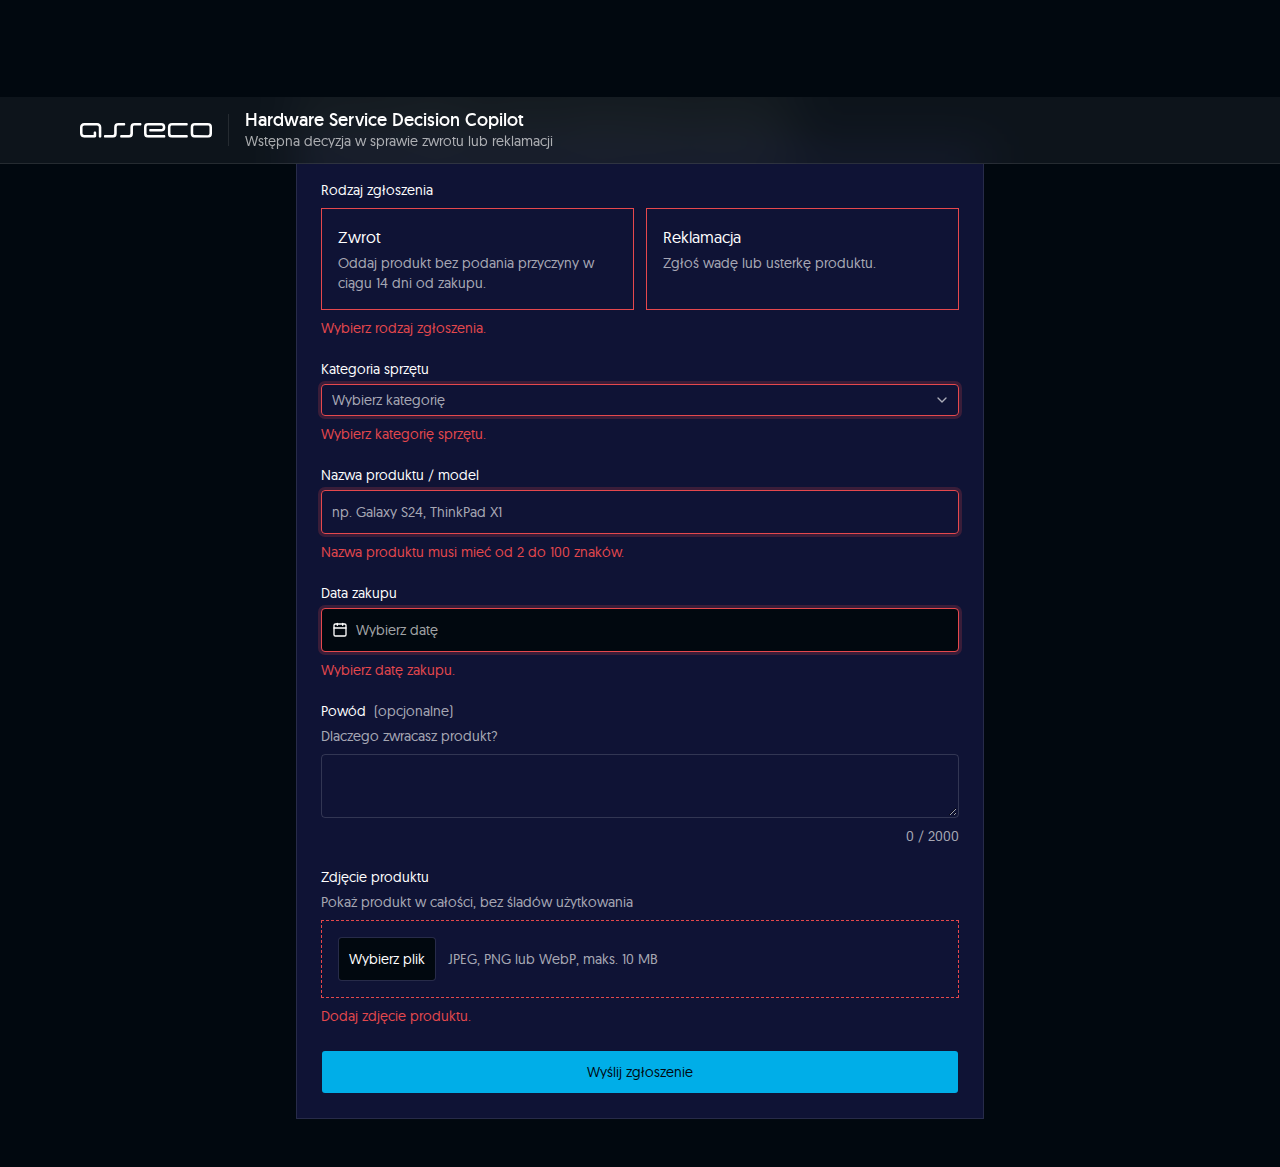 asseco
Hardware Service Decision Copilot
Wstępna decyzja w sprawie zwrotu lub reklamacji
Rodzaj zgłoszenia
Zwrot
Oddaj produkt bez podania przyczyny w
ciągu 14 dni od zakupu.
Reklamacja
Zgłoś wadę lub usterkę produktu.
Wybierz rodzaj zgłoszenia.
Kategoria sprzętu
Wybierz kategorię
Wybierz kategorię sprzętu.
Nazwa produktu / model
np. Galaxy S24, ThinkPad X1
Nazwa produktu musi mieć od 2 do 100 znaków.
Data zakupu
Wybierz datę
Wybierz datę zakupu.
Powód (opcjonalne)
Dlaczego zwracasz produkt?
0 / 2000
Zdjęcie produktu
Pokaż produkt w całości, bez śladów użytkowania
Wybierz plik JPEG, PNG lub WebP, maks. 10 MB
Dodaj zdjęcie produktu.
Wyślij zgłoszenie